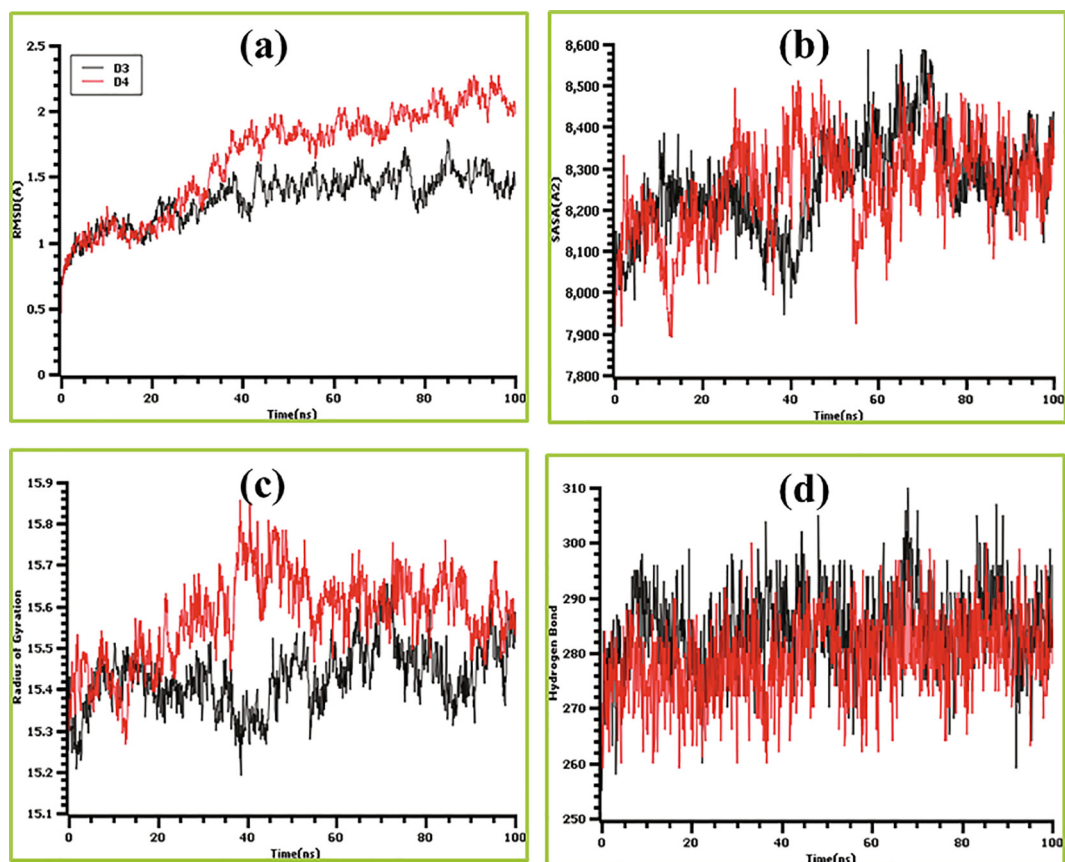 (a)
2.5
2
1.5
1
0.5
0
RMSD(A)
D3
D4
0 20 40 60 80 100
Time(ns)
(b)
8,600
8,500
8,400
8,300
8,200
8,100
8,000
7,900
7,800
SASA(A2)
0 20 40 60 80 100
Time(ns)
(c)
15.9
15.8
15.7
15.6
15.5
15.4
15.3
15.2
15.1
Radius of Gyration
0 20 40 60 80 100
Time(ns)
(d)
310
300
290
280
270
260
250
Hydrogen Bond
0 20 40 60 80 100
Time(ns)